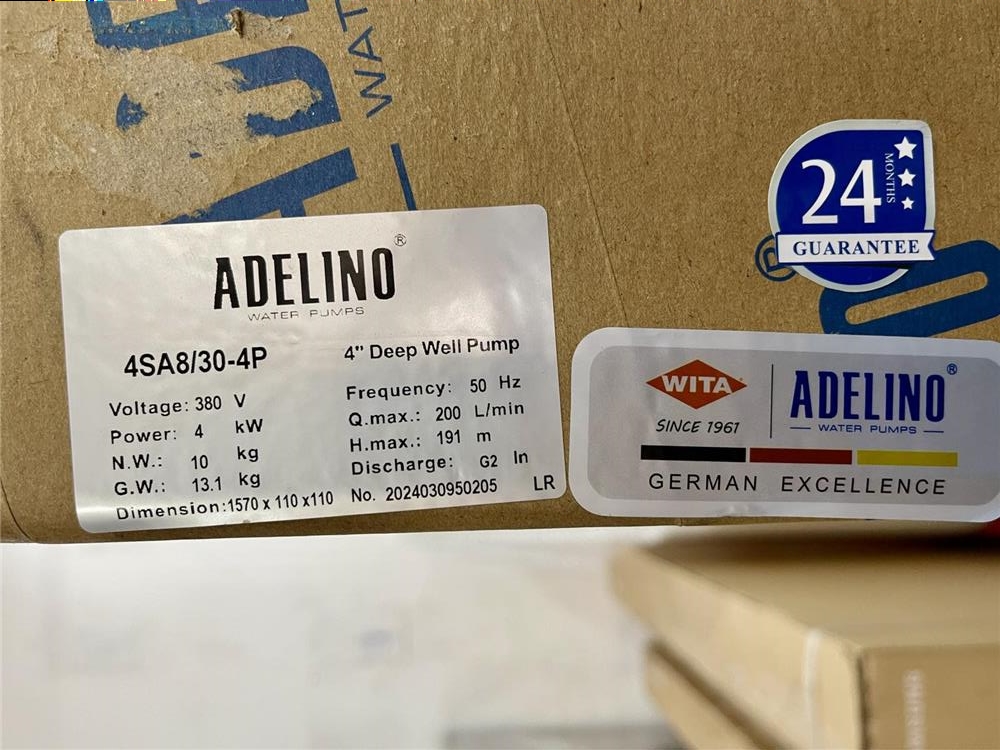 WAT
24
MONTHS
GUARANTEE
®
ADELINO®
WATER PUMPS
4SA8/30-4P
4" Deep Well Pump
Voltage: 380 V
Frequency: 50 Hz
Power: 4 kW
Q.max.: 200 L/min
N.W.: 10 kg
H.max.: 191 m
G.W.: 13.1 kg
Discharge: G2 In
Dimension:1570 x 110 x110
No. 2024030950205 LR
WITA
SINCE 1961
ADELINO®
WATER PUMPS
GERMAN EXCELLENCE